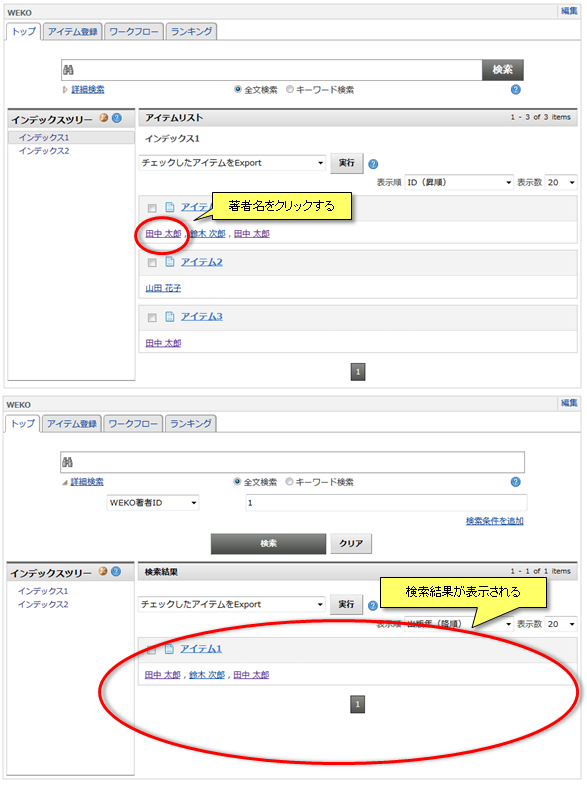 WEKO 編集
トップ アイテム登録 ワークフロー ランキング
検索
詳細検索 全文検索 キーワード検索
インデックスツリー
インデックス1
インデックス2
アイテムリスト 1 - 3 of 3 items
インデックス1
チェックしたアイテムをExport 実行
表示順 ID（昇順） 表示数 20
著者名をクリックする
アイテム
田中 太郎 , 鈴木 次郎 , 田中 太郎
アイテム2
山田 花子
アイテム3
田中 太郎
1
WEKO 編集
トップ アイテム登録 ワークフロー ランキング
詳細検索 全文検索 キーワード検索
WEKO著者ID 1
検索条件を追加
検索 クリア
インデックスツリー
インデックス1
インデックス2
検索結果 1 - 1 of 1 items
検索結果が表示される
チェックしたアイテムをExport 実行
表示順 出版年（降順） 表示数 20
アイテム1
田中 太郎 , 鈴木 次郎 , 田中 太郎
1